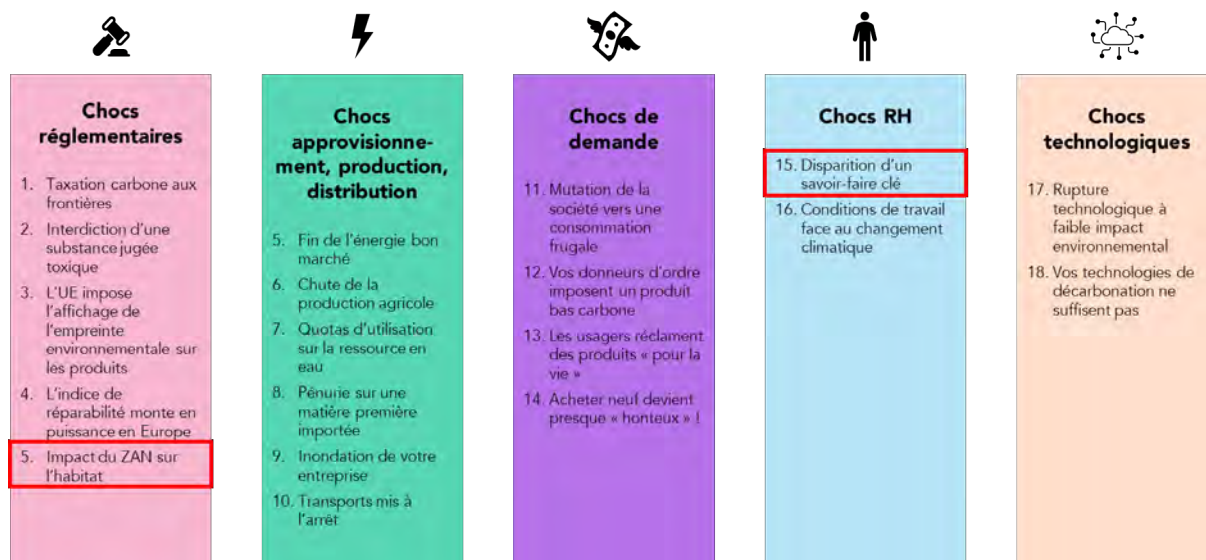 Chocs
réglementaires
1. Taxation carbone aux
frontières
2. Interdiction d'une
substance jugée
toxique
3. L'UE impose
l'affichage de
l'empreinte
environnementale sur
les produits
4. L'indice de
réparabilité monte en
puissance en Europe
5. Impact du ZAN sur
l'habitat
Chocs
approvisionne-
ment, production,
distribution
5. Fin de l'énergie bon
marché
6. Chute de la
production agricole
7. Quotas d'utilisation
sur la ressource en
eau
8. Pénurie sur une
matière première
importée
9. Inondation de votre
entreprise
10. Transports mis à
l'arrêt
Chocs de
demande
11. Mutation de la
société vers une
consommation
frugale
12. Vos donneurs d'ordre
imposent un produit
bas carbone
13. Les usagers réclament
des produits « pour la
vie »
14. Acheter neuf devient
presque « honteux » !
Chocs RH
15. Disparition d'un
savoir-faire clé
16. Conditions de travail
face au changement
climatique
Chocs
technologiques
17. Rupture
technologique à
faible impact
environnemental
18. Vos technologies de
décarbonation ne
suffisent pas